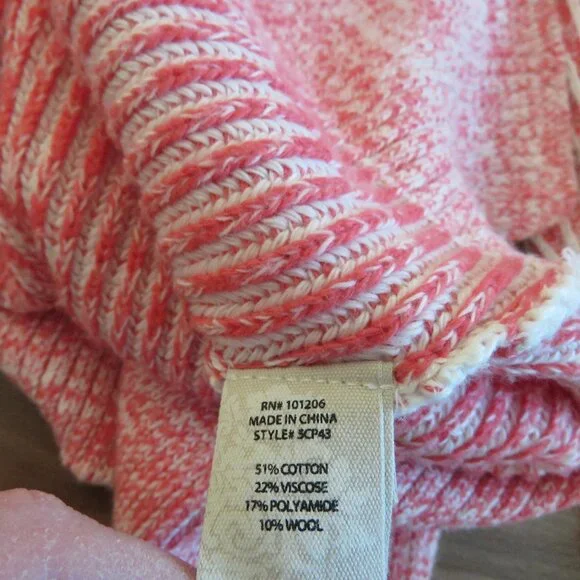 RN# 101206
MADE IN CHINA
STYLE# 3CP43
51% COTTON
22% VISCOSE
17% POLYAMIDE
10% WOOL